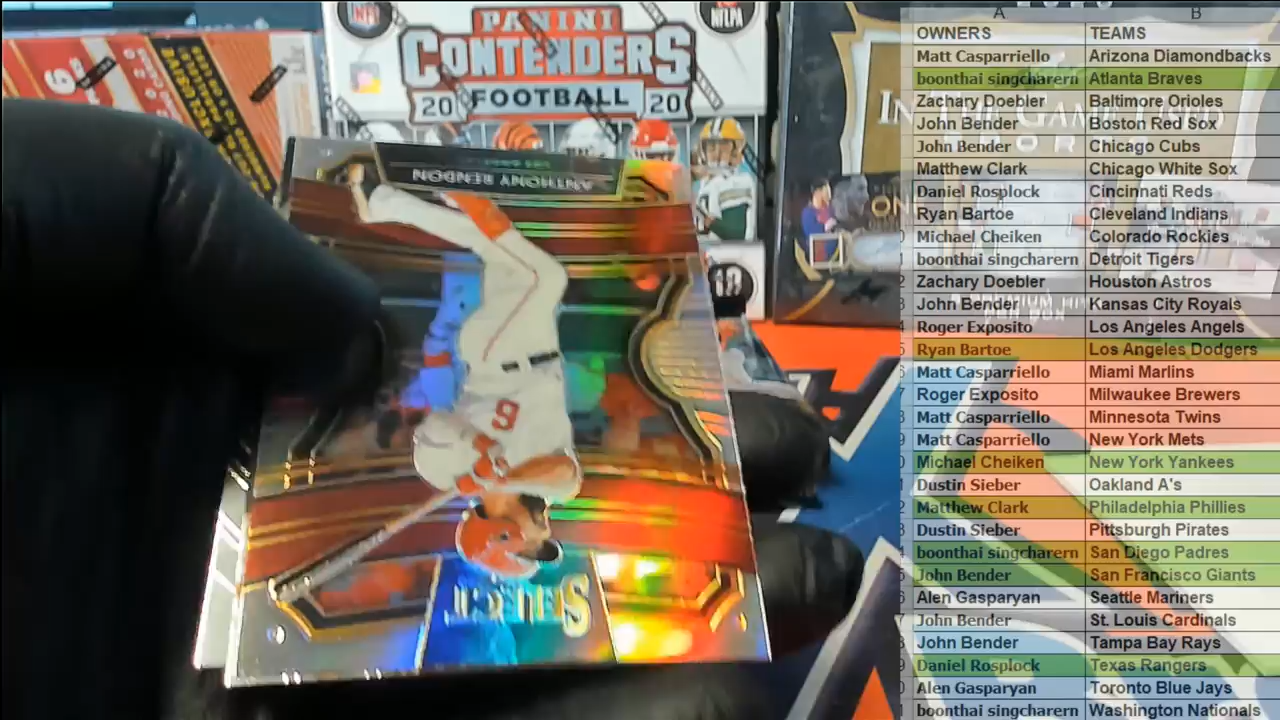 NFL
PANINI
NFLPA
CONTENDERS
20 FOOTBALL 20
ANTHONY RENDON
6
SELECT
A B
OWNERS TEAMS
Matt Casparriello Arizona Diamondbacks
boonthai singcharern Atlanta Braves
Zachary Doebler Baltimore Orioles
John Bender Boston Red Sox
John Bender Chicago Cubs
Matthew Clark Chicago White Sox
Daniel Rosplock Cincinnati Reds
Ryan Bartoe Cleveland Indians
Michael Cheiken Colorado Rockies
boonthai singcharern Detroit Tigers
Zachary Doebler Houston Astros
John Bender Kansas City Royals
Roger Exposito Los Angeles Angels
Ryan Bartoe Los Angeles Dodgers
Matt Casparriello Miami Marlins
Roger Exposito Milwaukee Brewers
Matt Casparriello Minnesota Twins
Matt Casparriello New York Mets
Michael Cheiken New York Yankees
Dustin Sieber Oakland A's
Matthew Clark Philadelphia Phillies
Dustin Sieber Pittsburgh Pirates
boonthai singcharern San Diego Padres
John Bender San Francisco Giants
Alen Gasparyan Seattle Mariners
John Bender St. Louis Cardinals
John Bender Tampa Bay Rays
Daniel Rosplock Texas Rangers
Alen Gasparyan Toronto Blue Jays
boonthai singcharern Washington Nationals